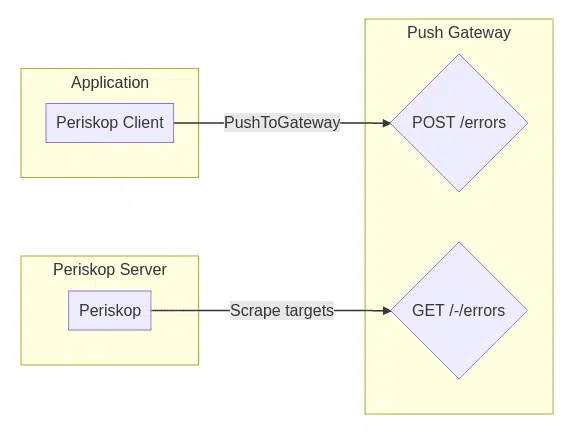 Push Gateway
Application
Periskop Client
PushToGateway
POST /errors
Periskop Server
Periskop
Scrape targets
GET /-/errors